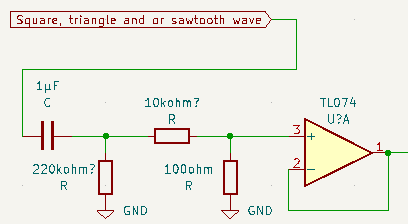 Square, triangle and or sawtooth wave
1µF
C
10kohm?
R
TL074
U?A
3
+
1
2
-
220kohm?
R
100ohm
R
GND
GND